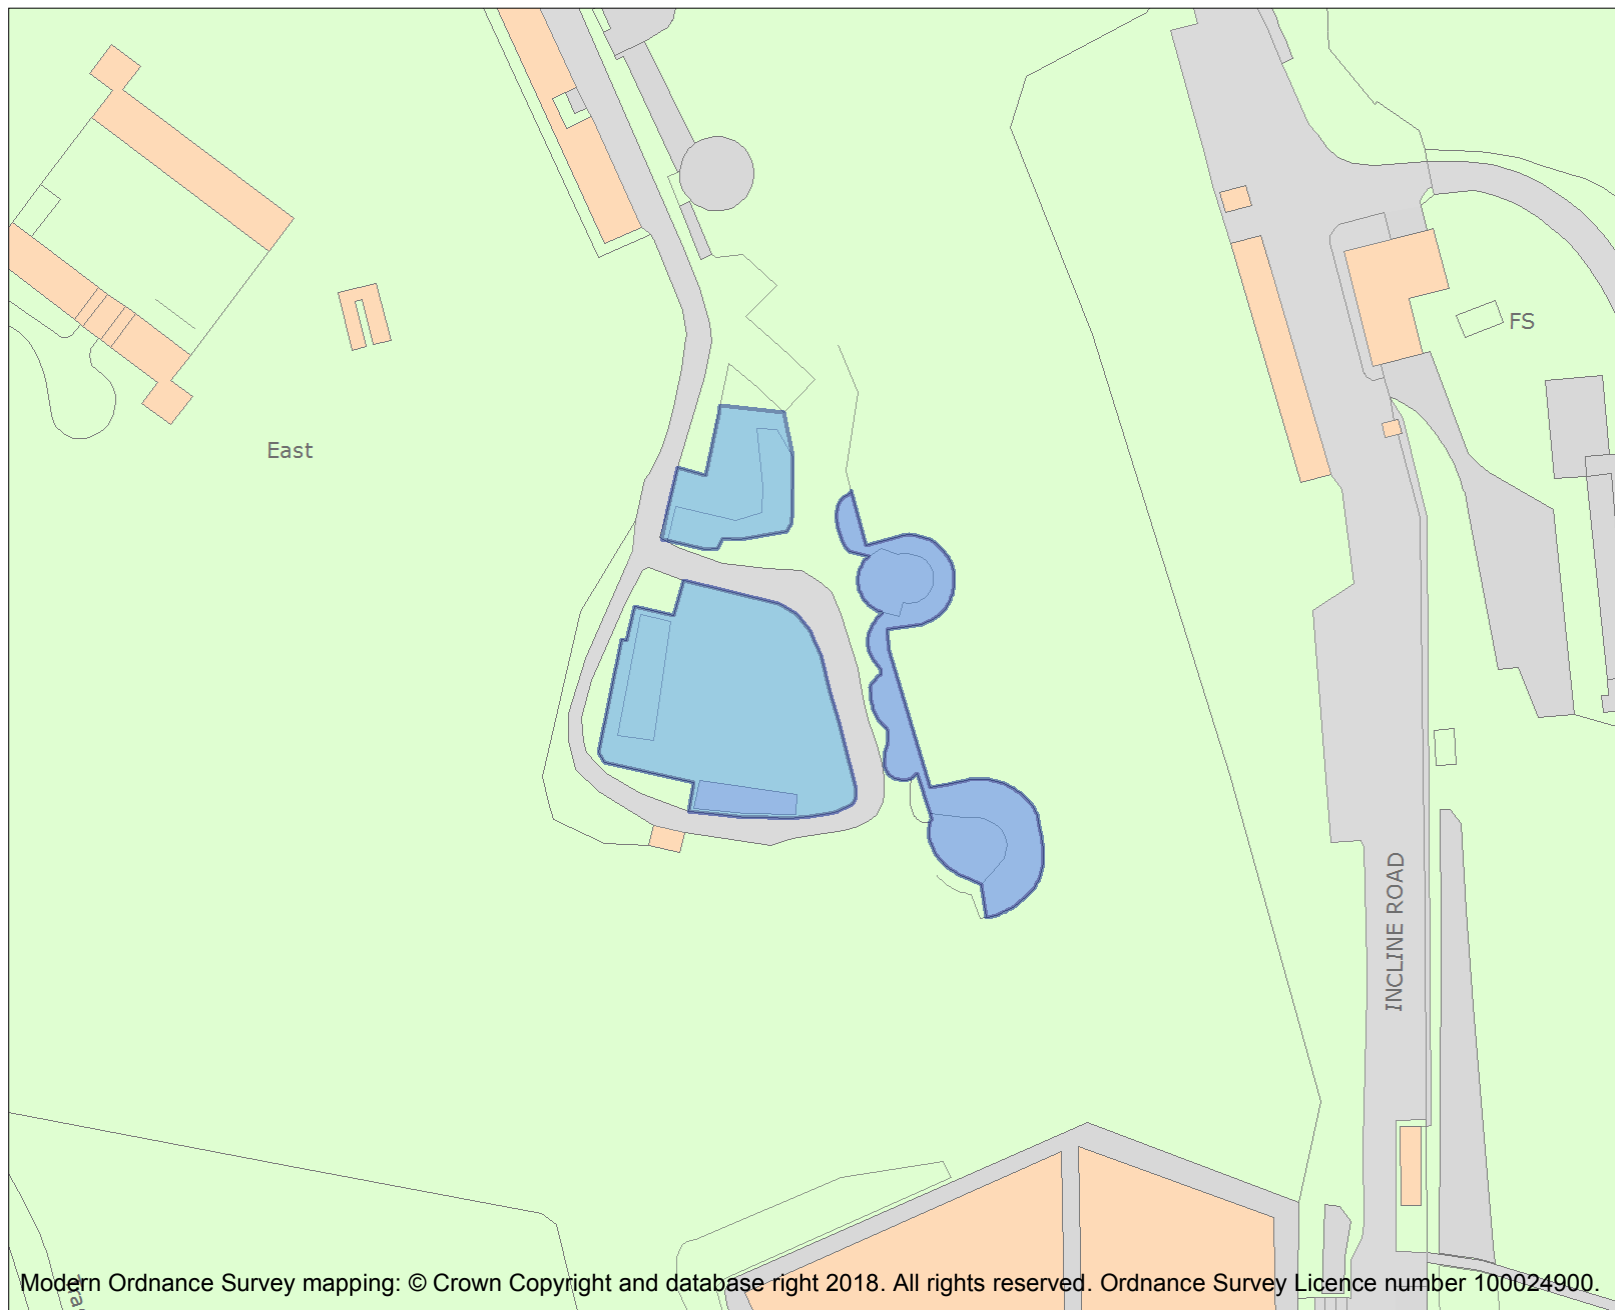 FS
East
INCLINE ROAD
Modern Ordnance Survey mapping: © Crown Copyright and database right 2018. All rights reserved. Ordnance Survey Licence number 100024900.